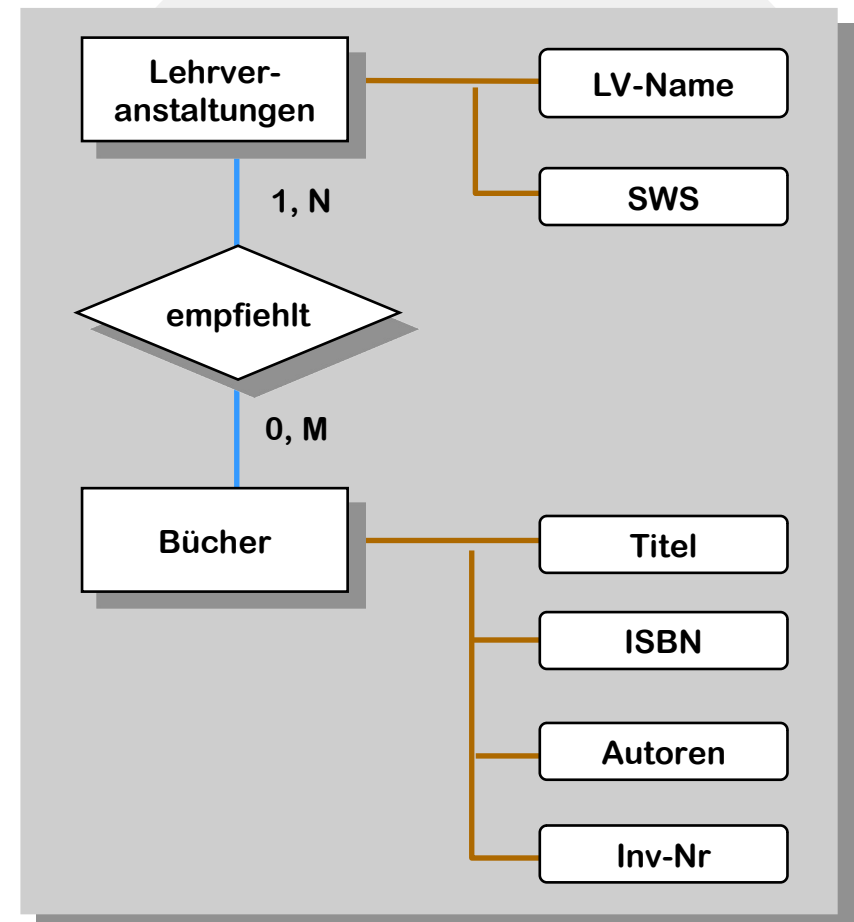 Lehrver-
anstaltungen
LV-Name
SWS
1, N
empfiehlt
0, M
Bücher
Titel
ISBN
Autoren
Inv-Nr